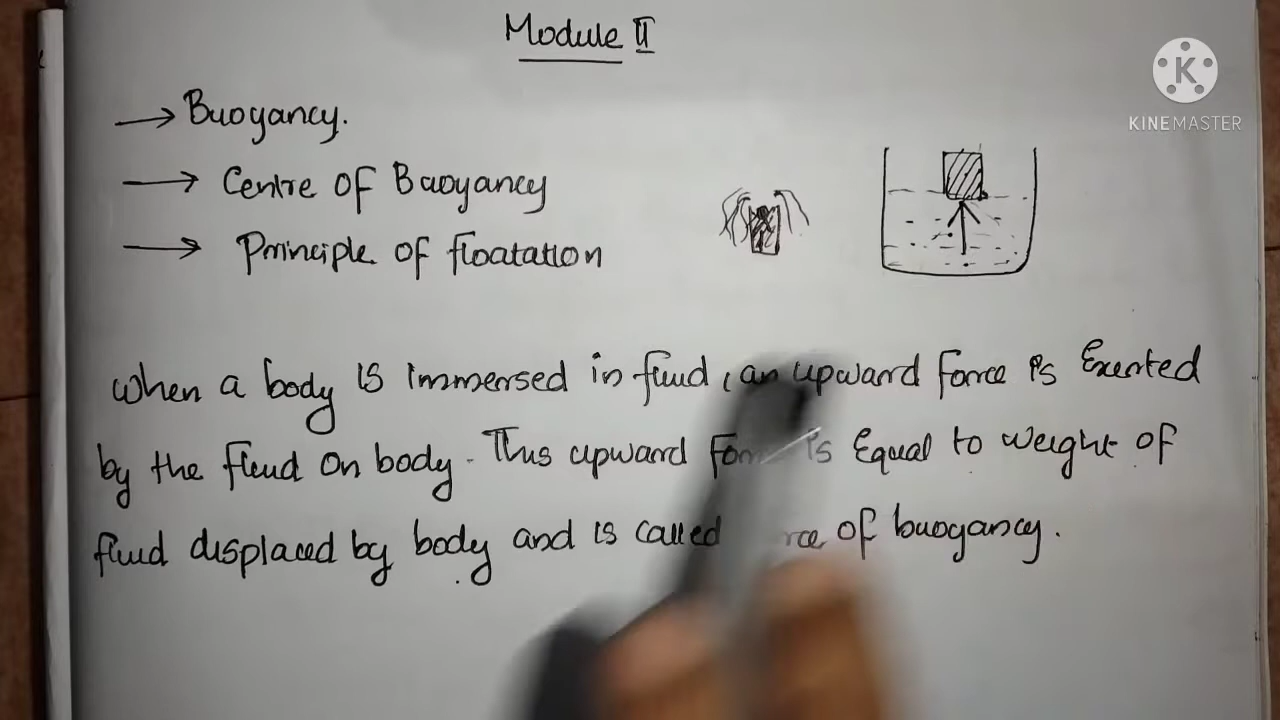 Module II
K
KINEMASTER
→ Buoyancy.
→ Centre of Buoyancy
→ Principle of floatation
When a body is immersed in fluid, an upward force is Exerted
by the fluid on body. This upward is Equal to weight of
fluid displaced by body and is called of buoyancy.